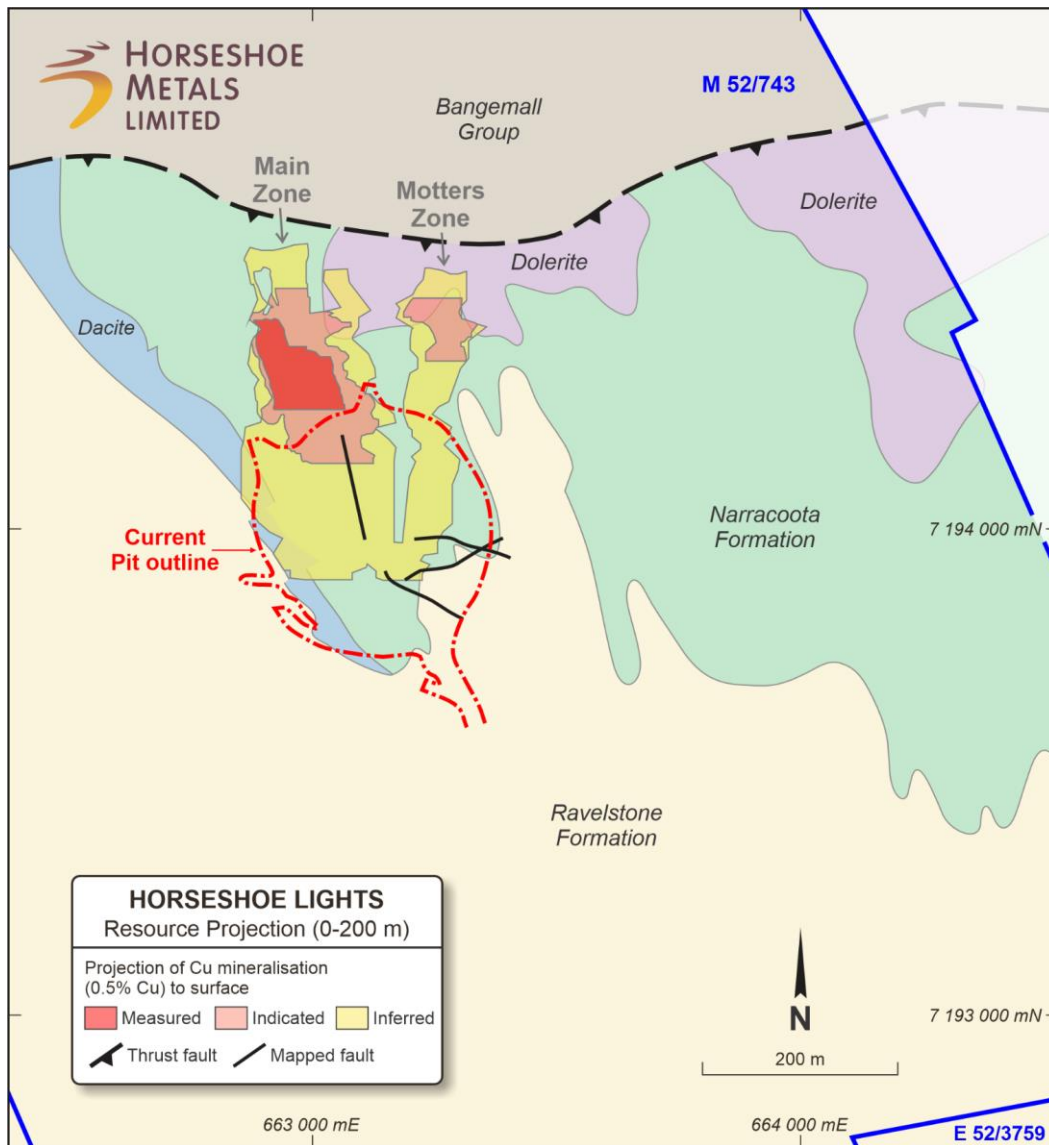 HORSESHOE
METALS
LIMITED
M 52/743
Bangemall
Group
Main
Zone
Motters
Zone
Dolerite
Dolerite
Dacite
Narracoota
Formation
7 194 000 mN
Current
Pit outline
Ravelstone
Formation
HORSESHOE LIGHTS
Resource Projection (0-200 m)
Projection of Cu mineralisation
(0.5% Cu) to surface
Measured Indicated Inferred
Thrust fault Mapped fault
N
7 193 000 mN
200 m
663 000 mE
664 000 mE
E 52/3759